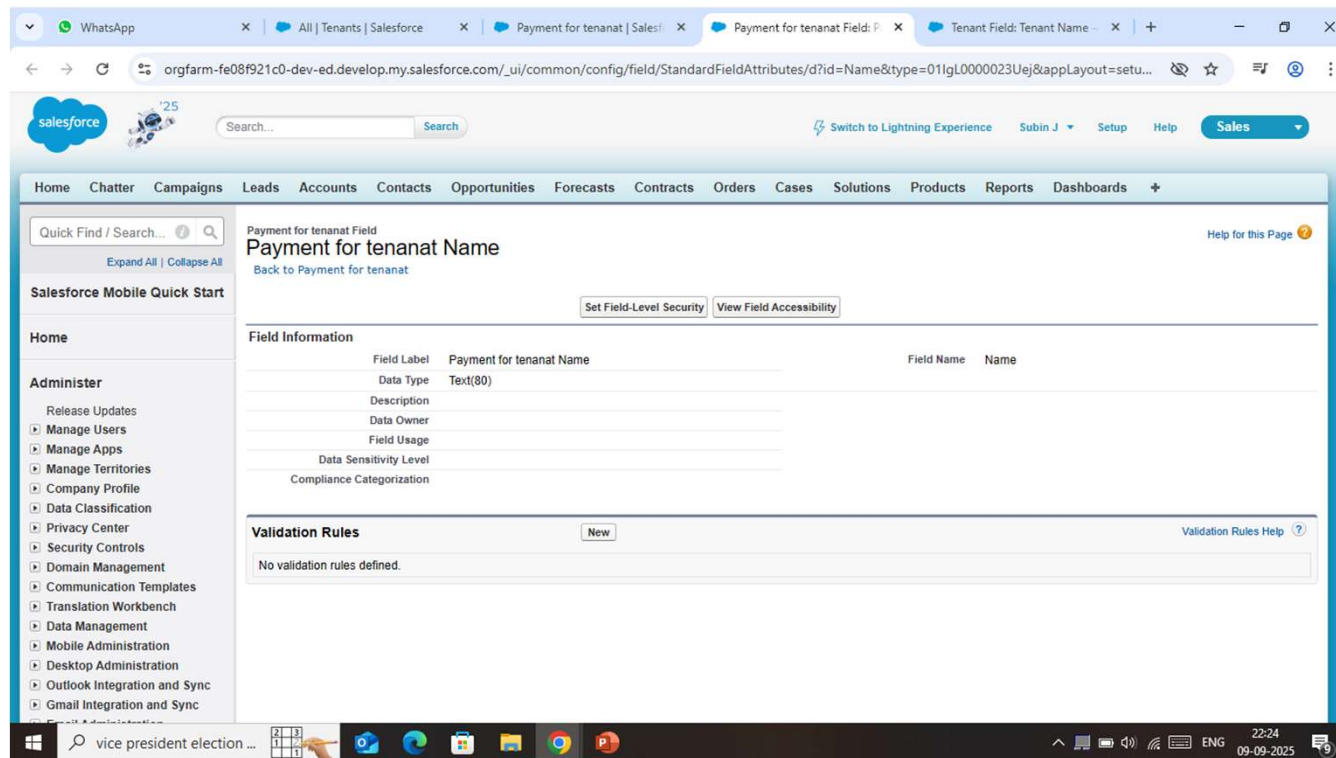 WhatsApp
All | Tenants | Salesforce
Payment for tenanat | Salesf
Payment for tenanat Field: P
Tenant Field: Tenant Name ~
orgfarm-fe08f921c0-dev-ed.develop.my.salesforce.com/_ui/common/config/field/StandardFieldAttributes/d?id=Name&type=01IgL0000023Uej&appLayout=setu...
salesforce
'25
Search...
Search
Switch to Lightning Experience
Subin J
Setup
Help
Sales
Home Chatter Campaigns Leads Accounts Contacts Opportunities Forecasts Contracts Orders Cases Solutions Products Reports Dashboards +
Quick Find / Search...
Expand All | Collapse All
Salesforce Mobile Quick Start
Home
Administer
Release Updates
Manage Users
Manage Apps
Manage Territories
Company Profile
Data Classification
Privacy Center
Security Controls
Domain Management
Communication Templates
Translation Workbench
Data Management
Mobile Administration
Desktop Administration
Outlook Integration and Sync
Gmail Integration and Sync
Payment for tenanat Field
Payment for tenanat Name
Back to Payment for tenanat
Help for this Page
Set Field-Level Security View Field Accessibility
Field Information
Field Label Payment for tenanat Name Field Name Name
Data Type Text(80)
Description
Data Owner
Field Usage
Data Sensitivity Level
Compliance Categorization
Validation Rules New Validation Rules Help ?
No validation rules defined.
vice president election ...
ENG
22:24
09-09-2025